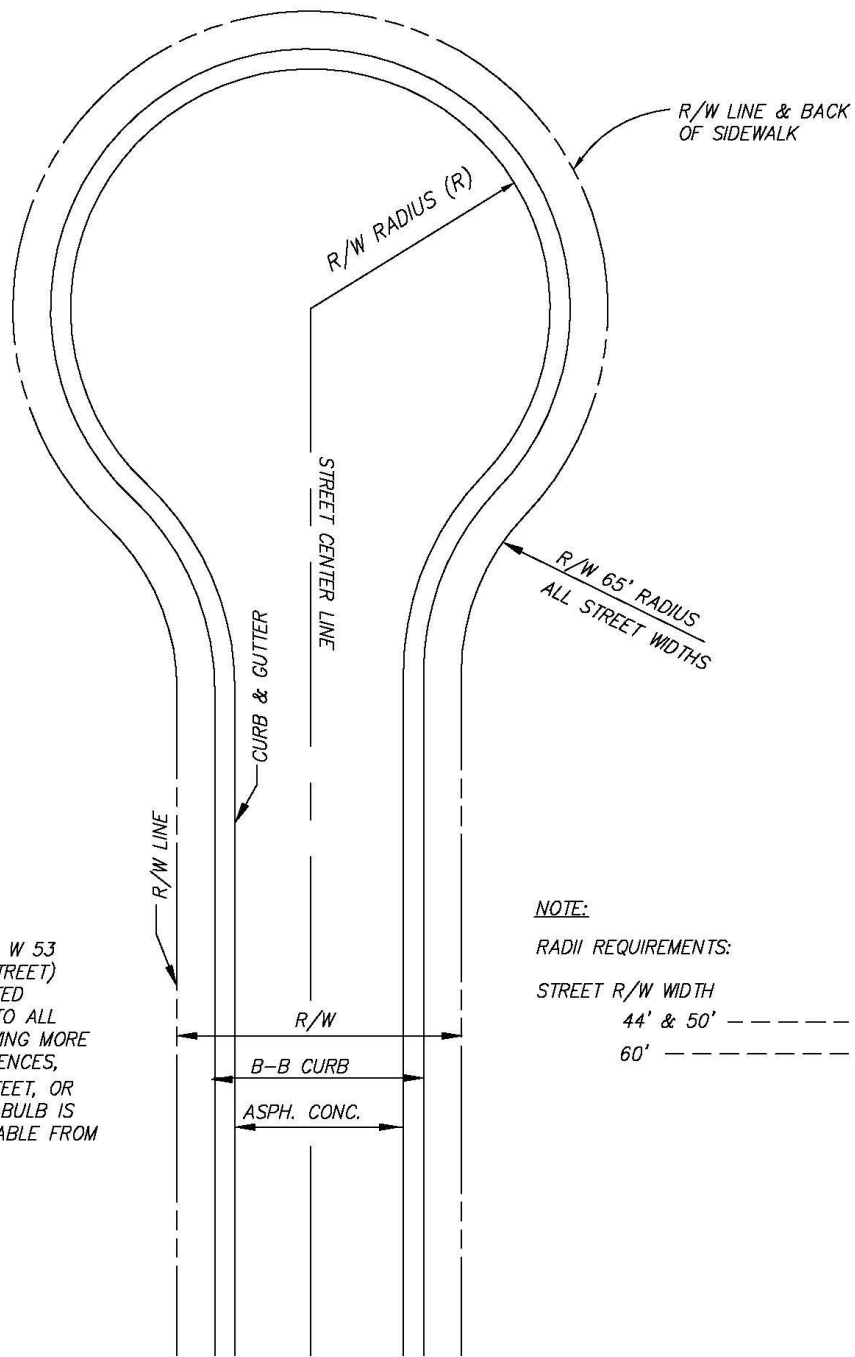 R/W LINE & BACK
OF SIDEWALK
R/W RADIUS (R)
STREET CENTER LINE
R/W 65' RADIUS
ALL STREET WIDTHS
CURB & GUTTER
R/W LINE
W 53
TREET)
TED
TO ALL
VING MORE
ENCES,
EET, OR
BULB IS
ABLE FROM
R/W
B-B CURB
ASPH. CONC.
NOTE:
RADII REQUIREMENTS:
STREET R/W WIDTH
44' & 50'
60'